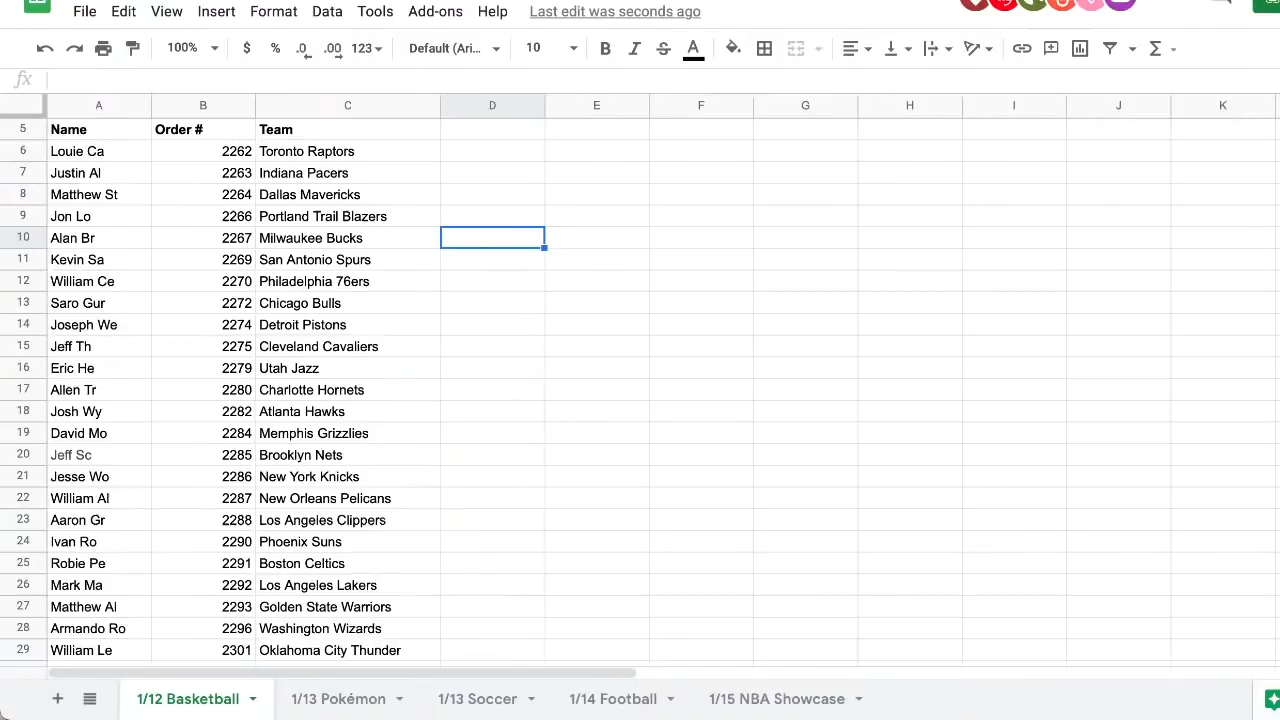 File Edit View Insert Format Data Tools Add-ons Help Last edit was seconds ago
100% $ % .0 .00 123 Default (Ari... 10 B I S A Σ
fx
A B C D E F G H I J K
5 Name Order # Team
6 Louie Ca 2262 Toronto Raptors
7 Justin Al 2263 Indiana Pacers
8 Matthew St 2264 Dallas Mavericks
9 Jon Lo 2266 Portland Trail Blazers
10 Alan Br 2267 Milwaukee Bucks
11 Kevin Sa 2269 San Antonio Spurs
12 William Ce 2270 Philadelphia 76ers
13 Saro Gur 2272 Chicago Bulls
14 Joseph We 2274 Detroit Pistons
15 Jeff Th 2275 Cleveland Cavaliers
16 Eric He 2279 Utah Jazz
17 Allen Tr 2280 Charlotte Hornets
18 Josh Wy 2282 Atlanta Hawks
19 David Mo 2284 Memphis Grizzlies
20 Jeff Sc 2285 Brooklyn Nets
21 Jesse Wo 2286 New York Knicks
22 William Al 2287 New Orleans Pelicans
23 Aaron Gr 2288 Los Angeles Clippers
24 Ivan Ro 2290 Phoenix Suns
25 Robie Pe 2291 Boston Celtics
26 Mark Ma 2292 Los Angeles Lakers
27 Matthew Al 2293 Golden State Warriors
28 Armando Ro 2296 Washington Wizards
29 William Le 2301 Oklahoma City Thunder
1/12 Basketball 1/13 Pokémon 1/13 Soccer 1/14 Football 1/15 NBA Showcase